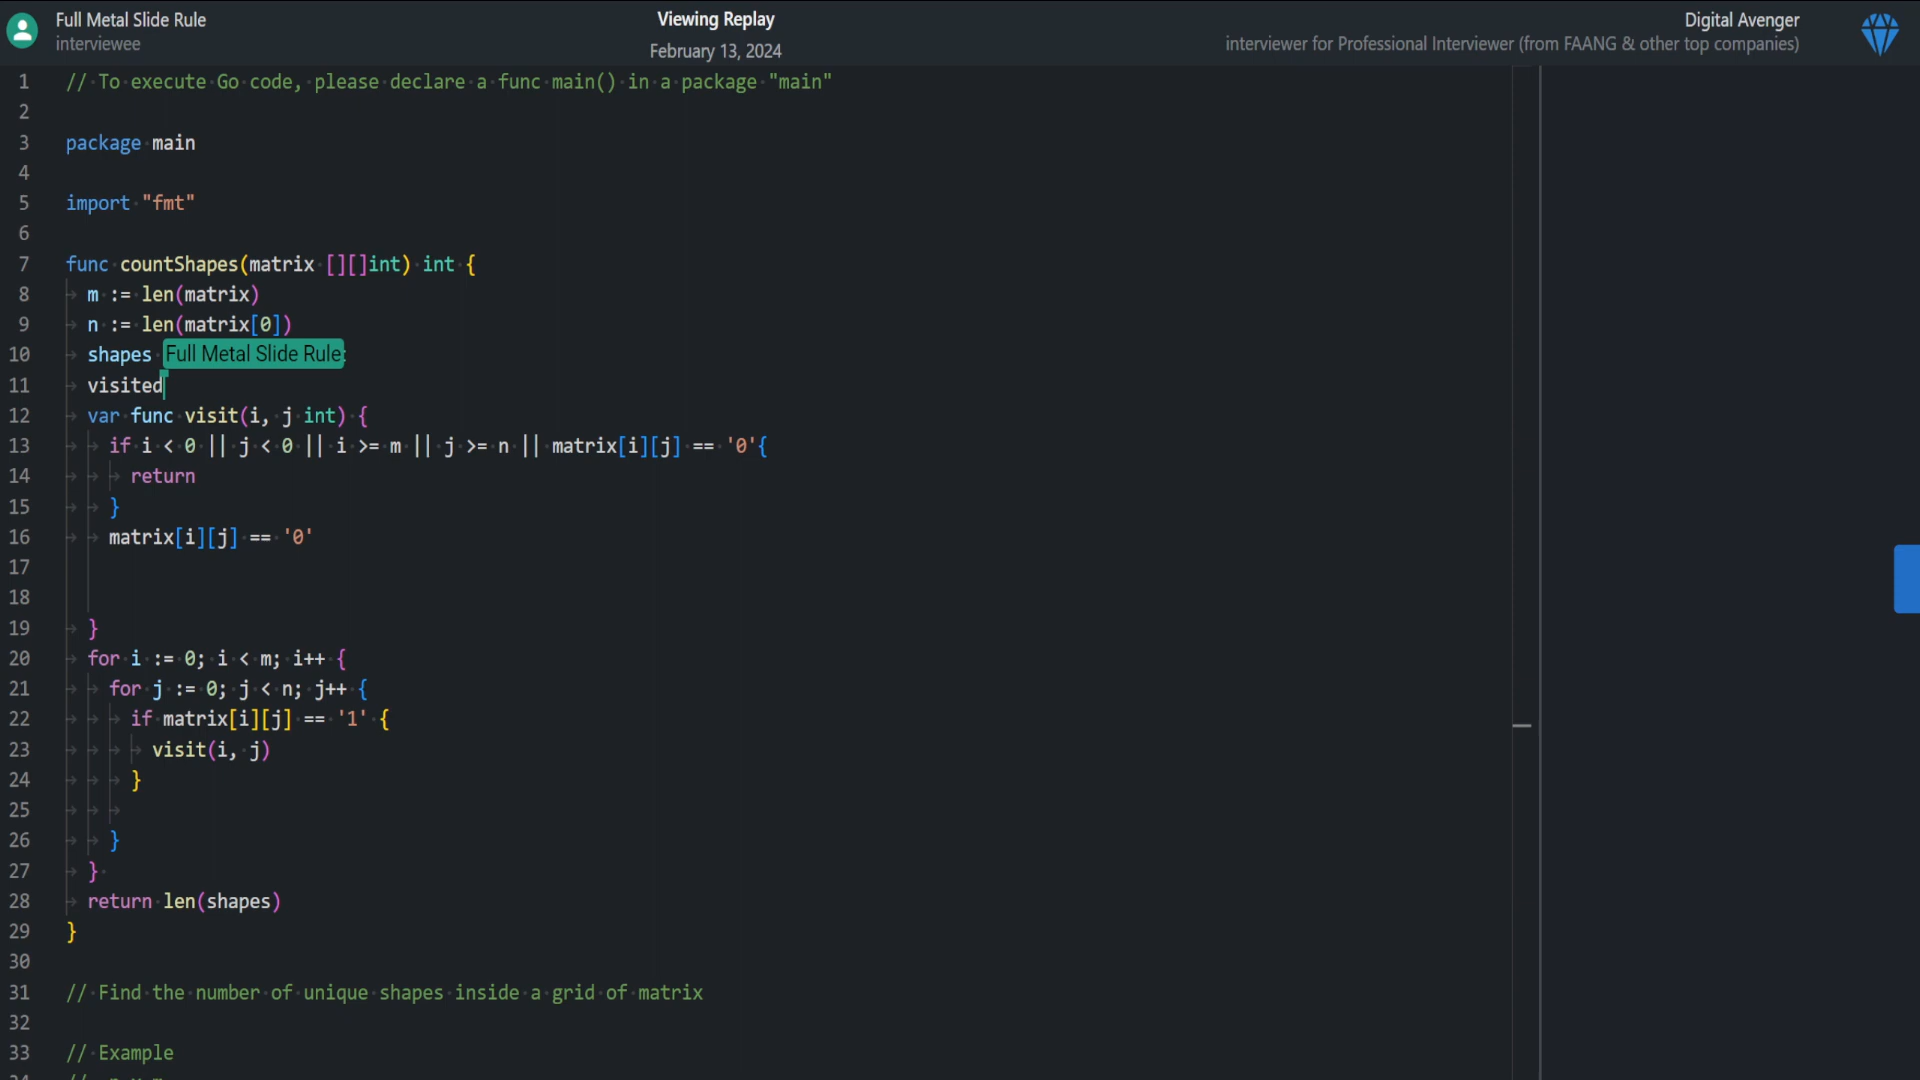 Full Metal Slide Rule
interviewee
Viewing Replay
February 13, 2024
Digital Avenger
interviewer for Professional Interviewer (from FAANG & other top companies)
1 // To execute Go code, please declare a func main() in a package "main"
2
3 package main
4
5 import "fmt"
6
7 func countShapes(matrix [][]int) int {
8 m := len(matrix)
9 n := len(matrix[0])
10 shapes Full Metal Slide Rule
11 visited
12 var func visit(i, j int) {
13 if i < 0 || j < 0 || i >= m || j >= n || matrix[i][j] == '0'{
14 return
15 }
16 matrix[i][j] == '0'
17
18
19 }
20 for i := 0; i < m; i++ {
21 for j := 0; j < n; j++ {
22 if matrix[i][j] == '1' {
23 visit(i, j)
24 }
25
26 }
27 }
28 return len(shapes)
29 }
30
31 // Find the number of unique shapes inside a grid of matrix
32
33 // Example